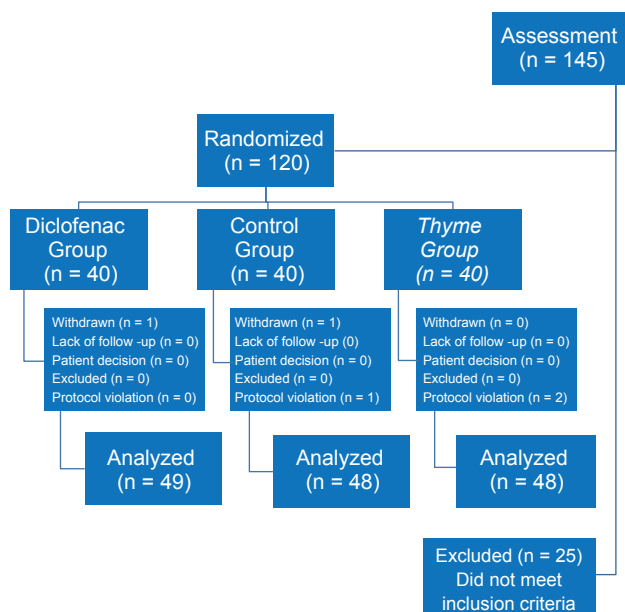 Assessment
(n = 145)
Randomized
(n = 120)
Diclofenac
Group
(n = 40)
Control
Group
(n = 40)
Thyme
Group
(n = 40)
Withdrawn (n = 1)
Lack of follow -up (n = 0)
Patient decision (n = 0)
Excluded (n = 0)
Protocol violation (n = 0)
Withdrawn (n = 1)
Lack of follow -up (0)
Patient decision (n = 0)
Excluded (n = 0)
Protocol violation (n = 1)
Withdrawn (n = 0)
Lack of follow -up (n = 0)
Patient decision (n = 0)
Excluded (n = 0)
Protocol violation (n = 2)
Analyzed
(n = 49)
Analyzed
(n = 48)
Analyzed
(n = 48)
Excluded (n = 25)
Did not meet
inclusion criteria